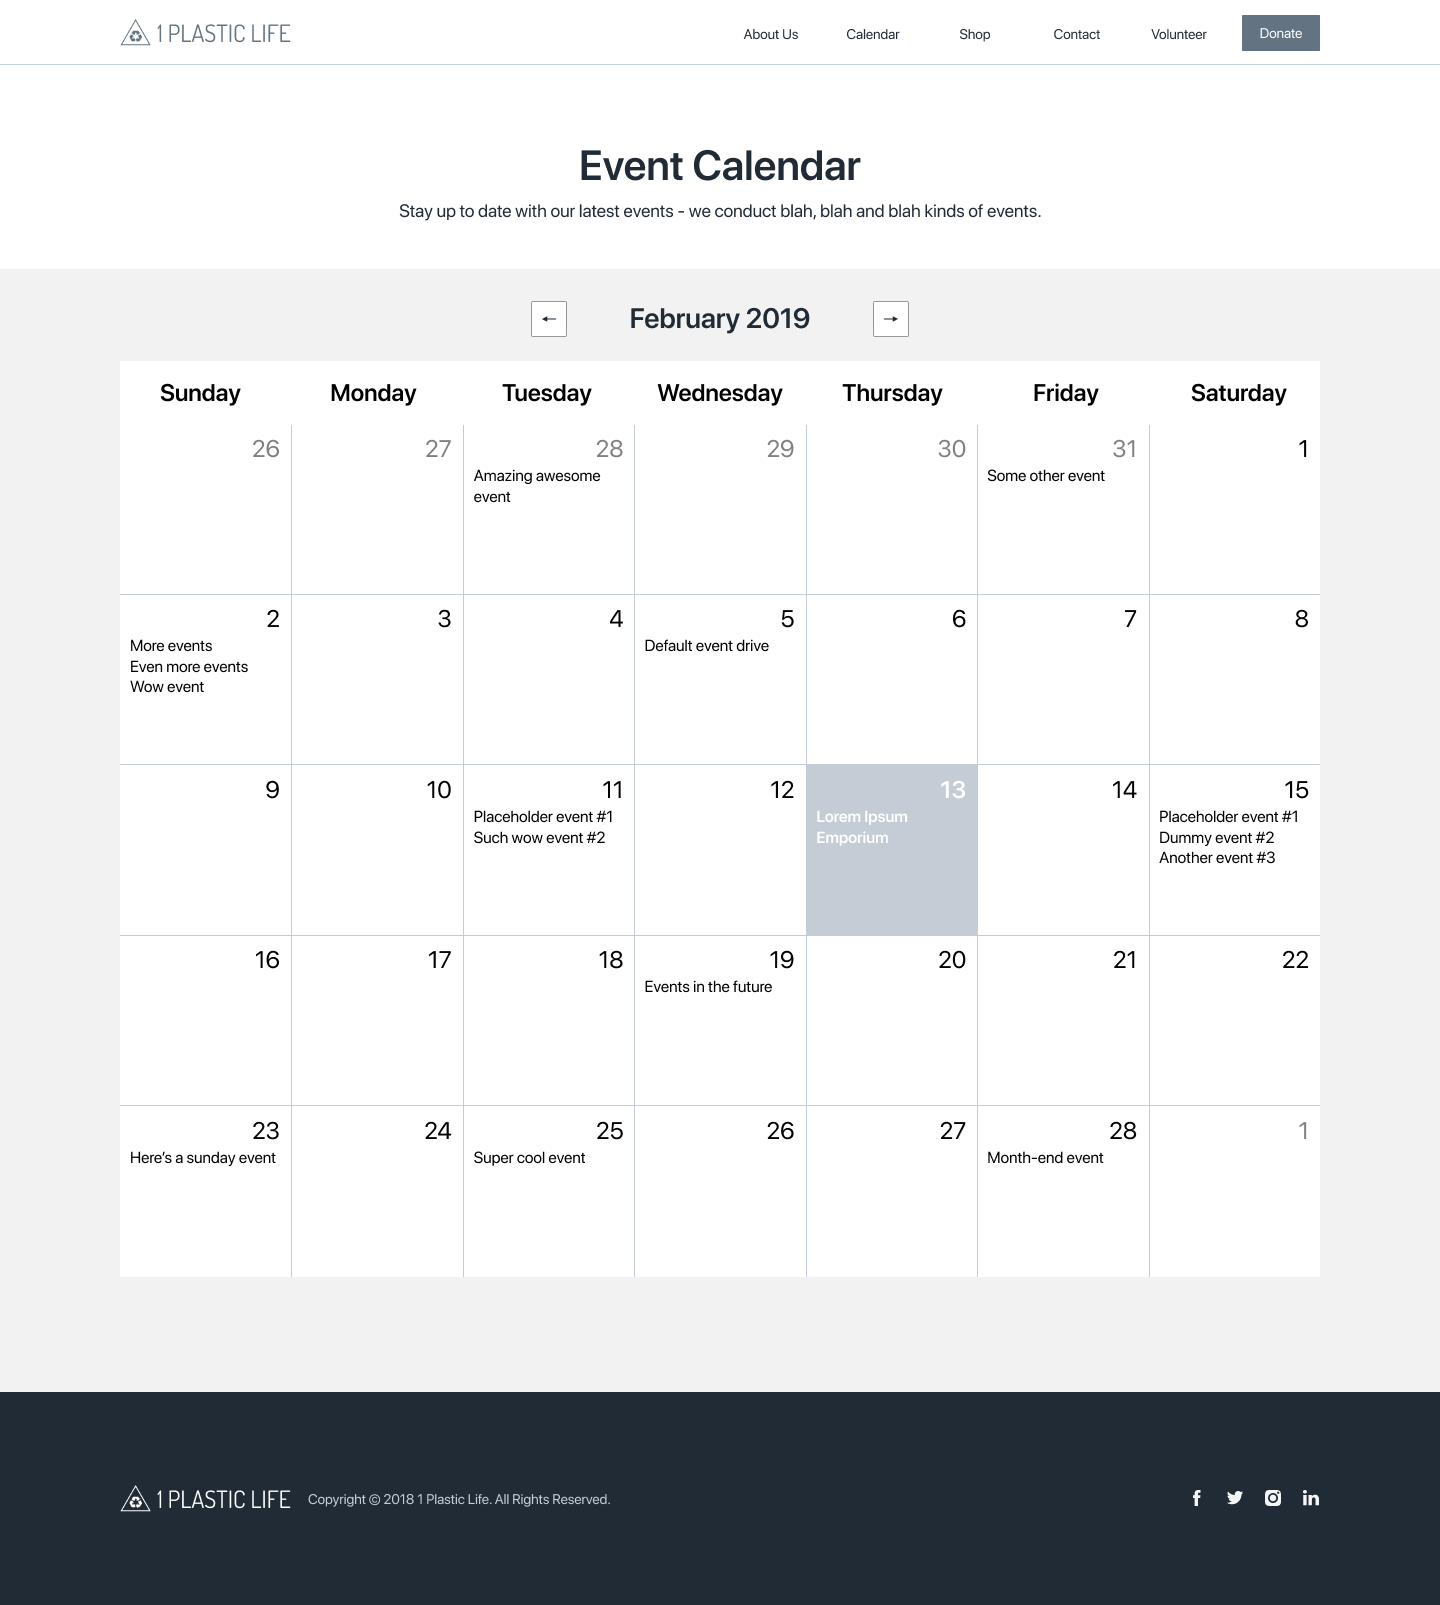 1 PLASTIC LIFE
About Us
Calendar
Shop
Contact
Volunteer
Donate
Event Calendar
Stay up to date with our latest events - we conduct blah, blah and blah kinds of events.
February 2019
Sunday
Monday
Tuesday
Wednesday
Thursday
Friday
Saturday
26
27
28
Amazing awesome
event
29
30
31
Some other event
1
2
More events
Even more events
Wow event
3
4
5
Default event drive
6
7
8
9
10
11
Placeholder event #1
Such wow event #2
12
13
Lorem Ipsum
Emporium
14
15
Placeholder event #1
Dummy event #2
Another event #3
16
17
18
19
Events in the future
20
21
22
23
Here's a sunday event
24
25
Super cool event
26
27
28
Month-end event
1
1 PLASTIC LIFE
Copyright © 2018 1 Plastic Life. All Rights Reserved.